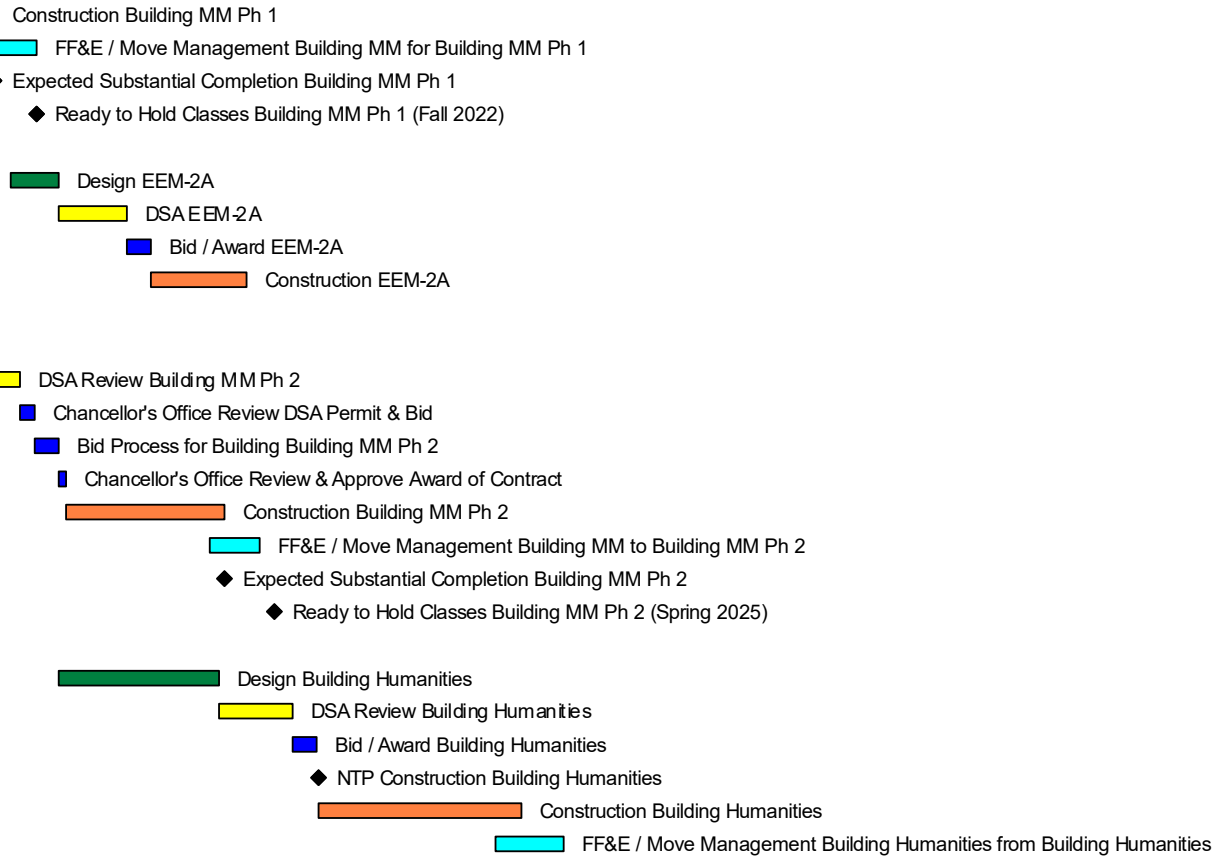 Construction Building MM Ph 1
FF&E / Move Management Building MM for Building MM Ph 1
Expected Substantial Completion Building MM Ph 1
Ready to Hold Classes Building MM Ph 1 (Fall 2022)
Design EEM-2A
DSA EEM-2A
Bid / Award EEM-2A
Construction EEM-2A
DSA Review Building MM Ph 2
Chancellor's Office Review DSA Permit & Bid
Bid Process for Building Building MM Ph 2
Chancellor's Office Review & Approve Award of Contract
Construction Building MM Ph 2
FF&E / Move Management Building MM to Building MM Ph 2
Expected Substantial Completion Building MM Ph 2
Ready to Hold Classes Building MM Ph 2 (Spring 2025)
Design Building Humanities
DSA Review Building Humanities
Bid / Award Building Humanities
NTP Construction Building Humanities
Construction Building Humanities
FF&E / Move Management Building Humanities from Building Humanities